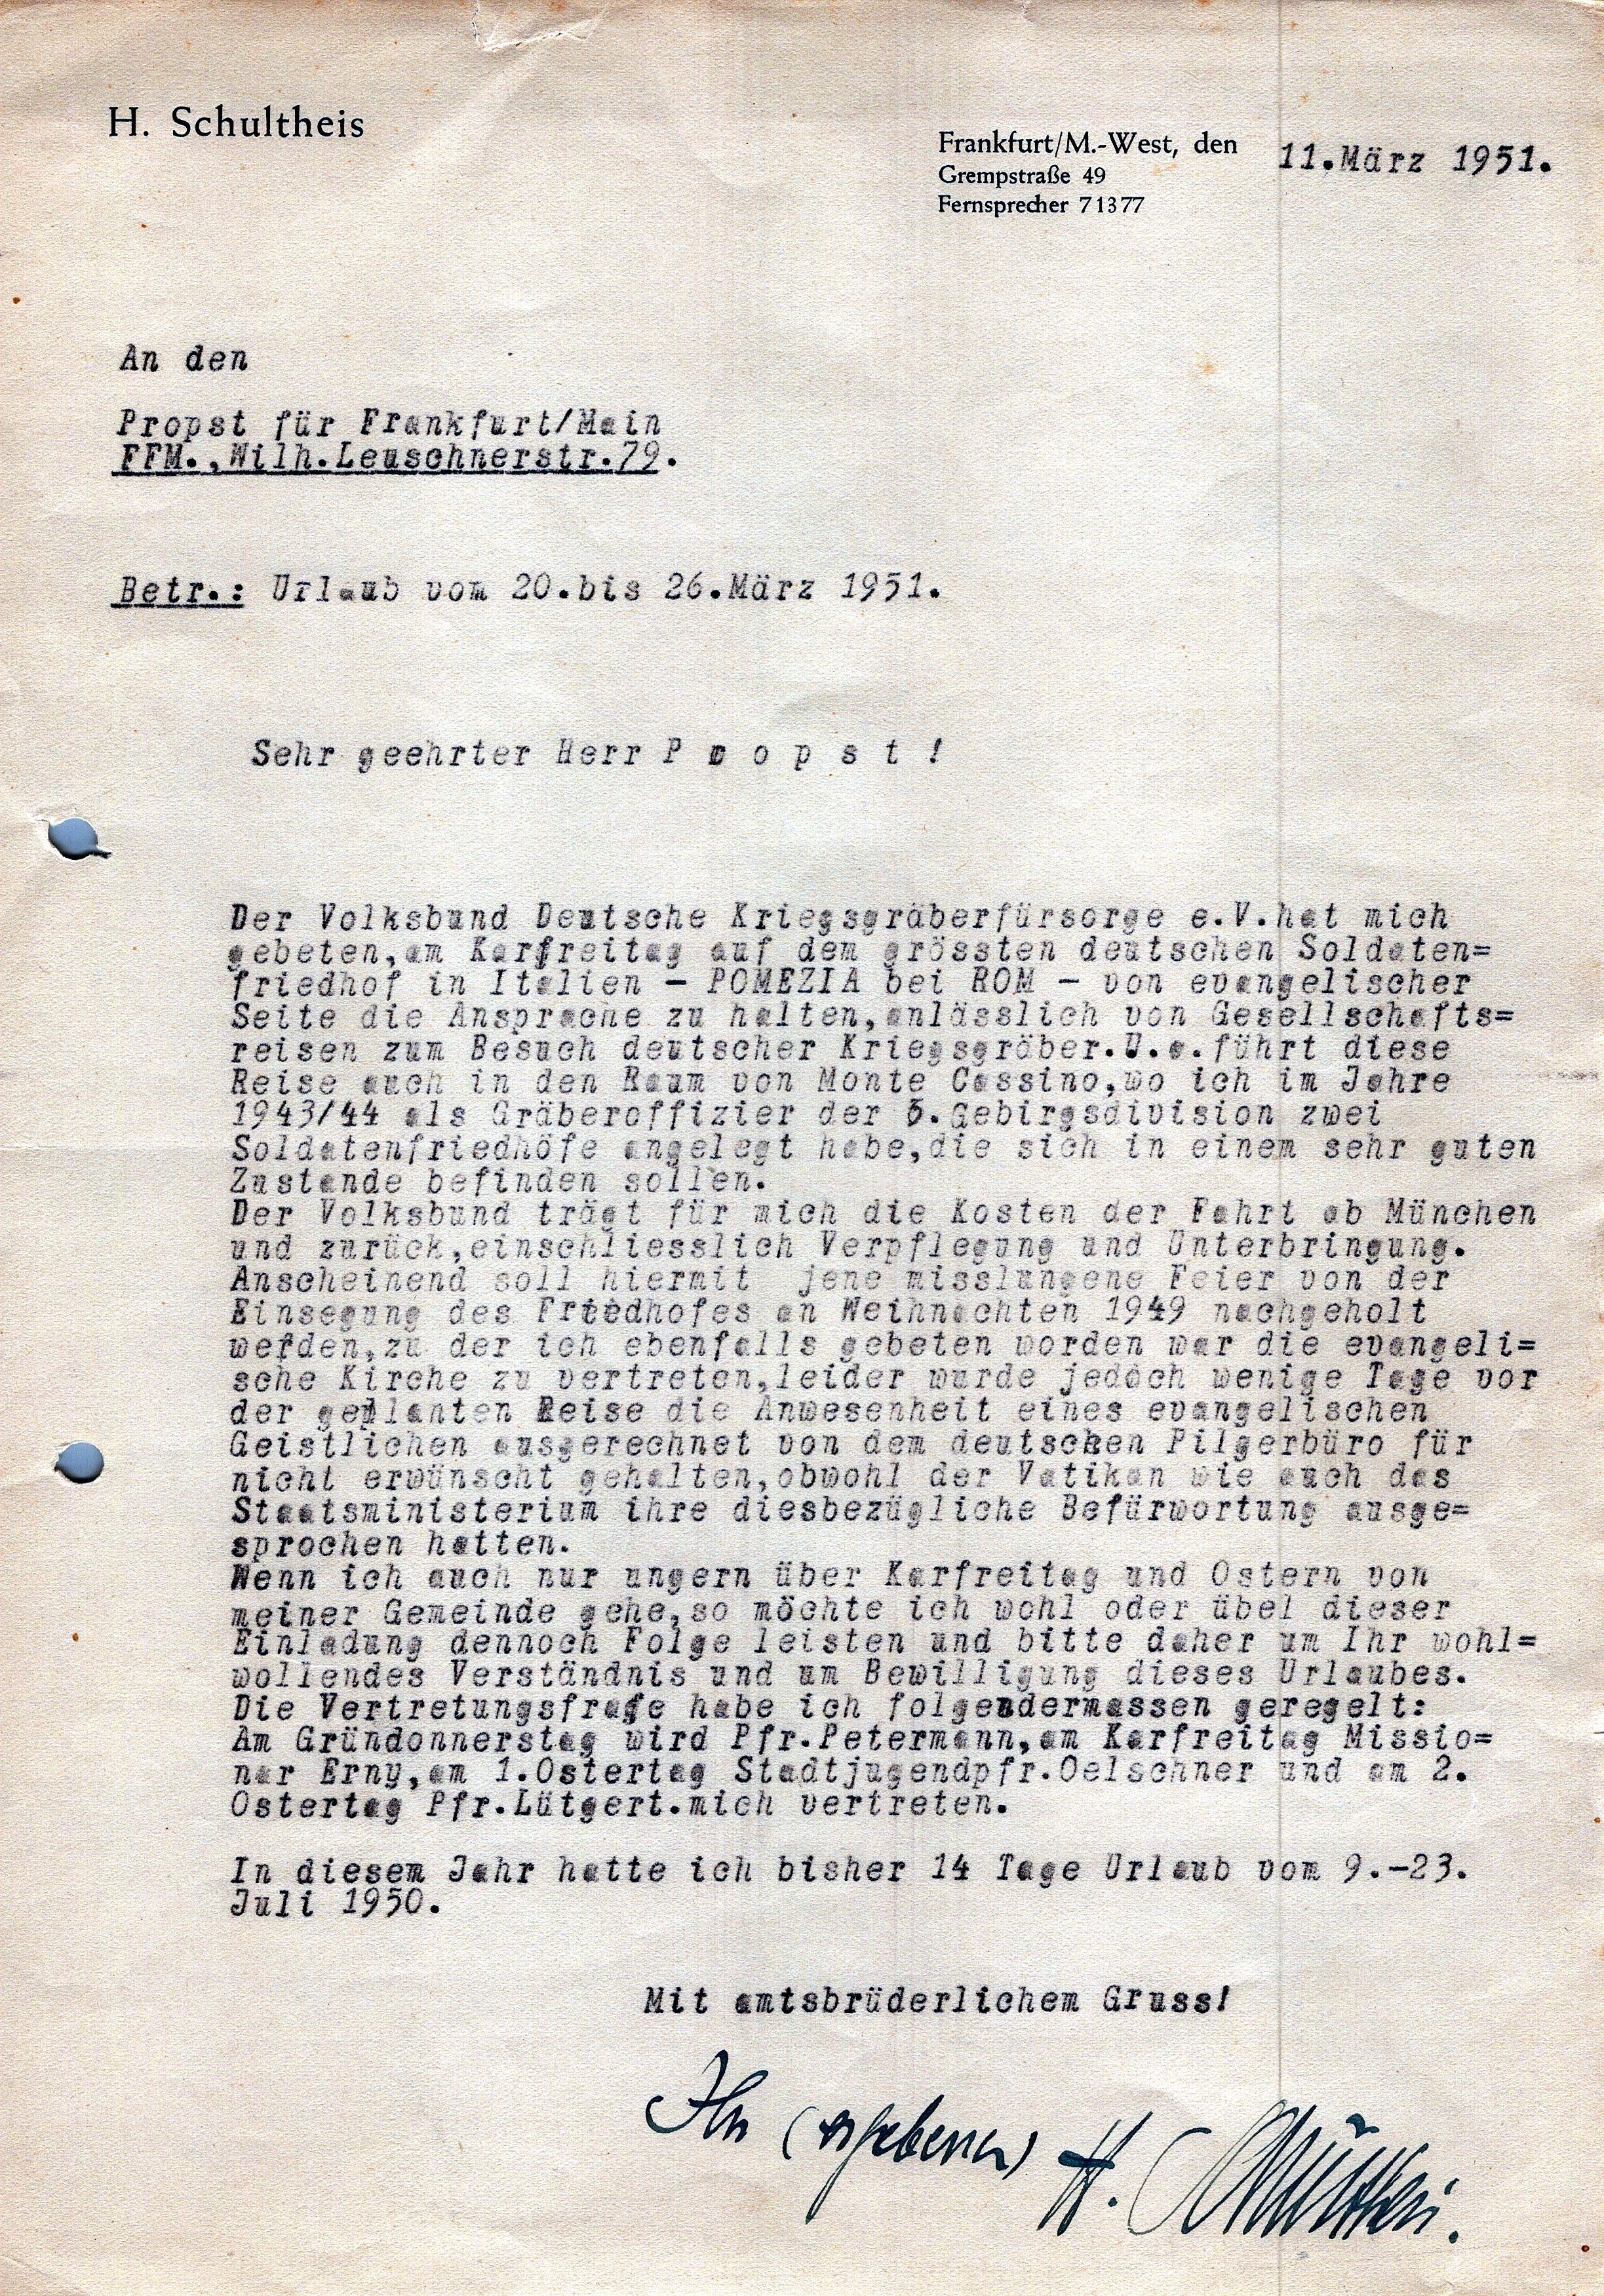 H. Schultheis
Frankfurt/M.-West, den 11.März 1951.
Grempstraße 49
Fernsprecher 71377
An den
Propst für Frankfurt/Main
FFM.,Wilh.Leuschnerstr.79.
Betr.: Urlaub vom 20.bis 26.März 1951.
Sehr geehrter Herr P r o p s t !
Der Volksbund Deutsche Kriegsgräberfürsorge e.V.hat mich
gebeten,am Karfreitag auf dem grössten deutschen Soldaten=
friedhof in Italien - POMEZIA bei ROM - von evangelischer
Seite die Ansprache zu halten,anlässlich von Gesellschafts=
reisen zum Besuch deutscher Kriegsgräber.U.a.führt diese
Reise auch in den Raum von Monte Cassino,wo ich im Jahre
1943/44 als Gräberoffizier der 5.Gebirgsdivision zwei
Soldatenfriedhöfe angelegt habe,die sich in einem sehr guten
Zustande befinden sollen.
Der Volksbund trägt für mich die Kosten der Fahrt ab München
und zurück,einschliesslich Verpflegung und Unterbringung.
Anscheinend soll hiermit jene misslungene Feier von der
Einsegung des Friedhofes an Weihnachten 1949 nachgeholt
werden,zu der ich ebenfalls gebeten worden war die evangeli=
sche Kirche zu vertreten,leider wurde jedoch wenige Tage vor
der geplanten Reise die Anwesenheit eines evangelischen
Geistlichen ausgerechnet von dem deutschen Pilgerbüro für
nicht erwünscht gehalten,obwohl der Vatikan wie auch das
Staatsministerium ihre diesbezügliche Befürwortung ausge=
sprochen hatten.
Wenn ich auch nur ungern über Karfreitag und Ostern von
meiner Gemeinde gehe,so möchte ich wohl oder übel dieser
Einladung dennoch Folge leisten und bitte daher um Ihr wohl=
wollendes Verständnis und um Bewilligung dieses Urlaubes.
Die Vertretungsfrage habe ich folgendermassen geregelt:
Am Gründonnerstag wird Pfr.Petermann,am Karfreitag Missio=
nar Erny,am 1.Ostertag Stadtjugendpfr.Oelschner und am 2.
Ostertag Pfr.Lütgert.mich vertreten.
In diesem Jahr hatte ich bisher 14 Tage Urlaub vom 9.-23.
Juli 1950.
Mit amtsbrüderlichem Gruss!
Ihr (ergebener) H. Schultheis.